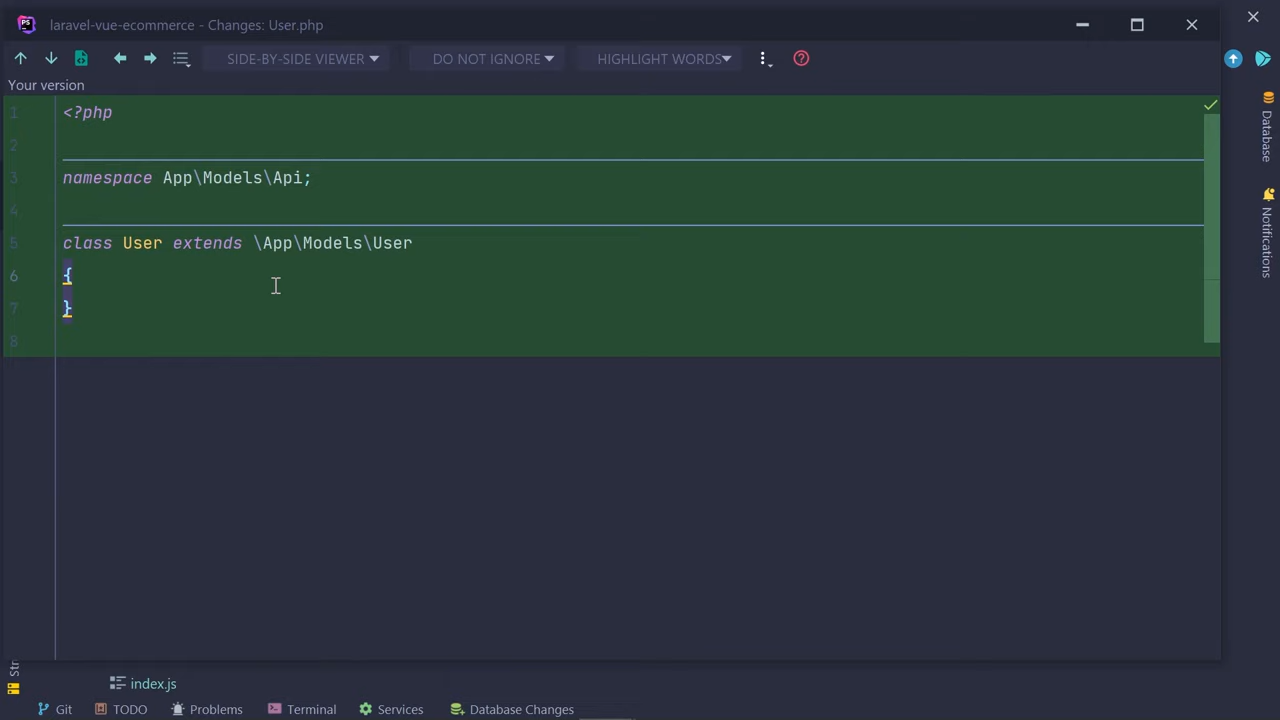 laravel-vue-ecommerce - Changes: User.php
SIDE-BY-SIDE VIEWER DO NOT IGNORE HIGHLIGHT WORDS
Your version
1 <?php
2
3 namespace App\Models\Api;
4
5 class User extends \App\Models\User
6 {
7 }
8
Database
Notifications
Str
index.js
Git TODO Problems Terminal Services Database Changes